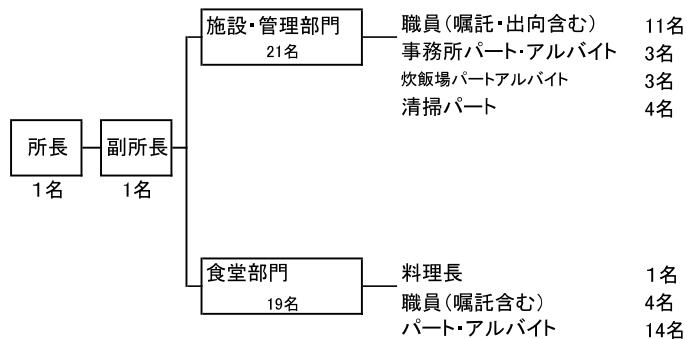 施設・管理部門
21名
職員（嘱託・出向含む） 11名
事務所パート・アルバイト 3名
炊飯場パートアルバイト 3名
清掃パート 4名
所長
1名
副所長
1名
食堂部門
19名
料理長 1名
職員（嘱託含む） 4名
パート・アルバイト 14名